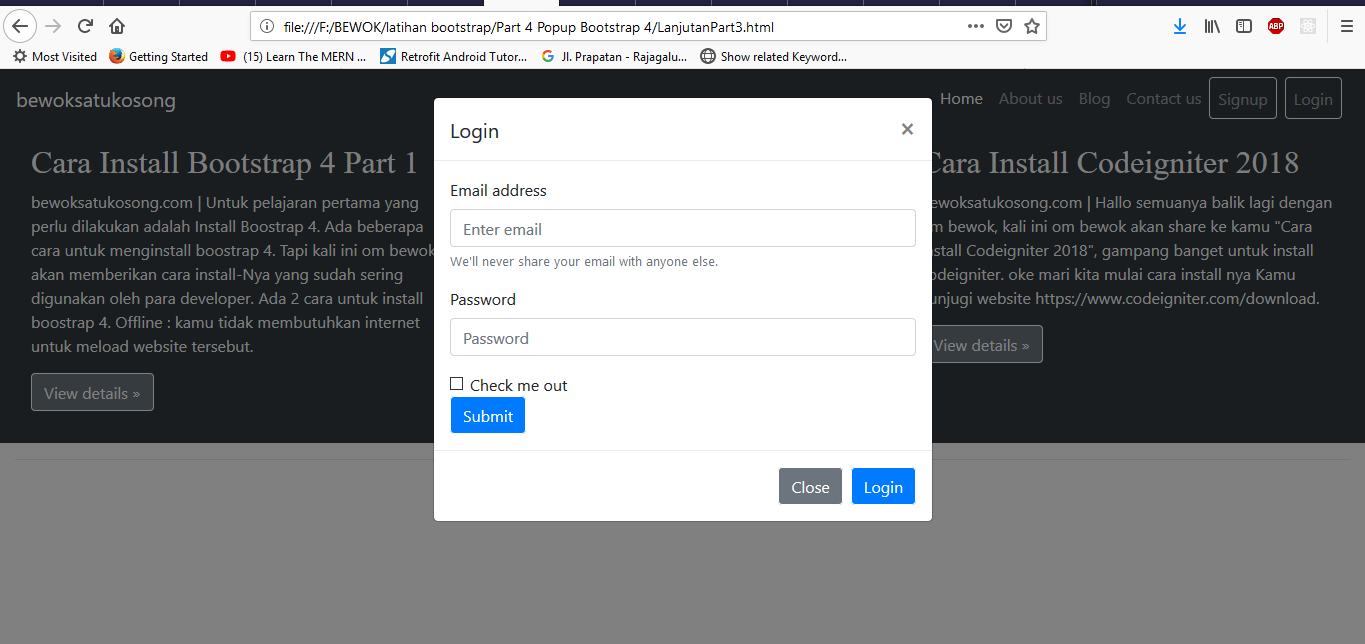 file:///F:/BEWOK/latihan bootstrap/Part 4 Popup Bootstrap 4/LanjutanPart3.html
ABP
Most Visited Getting Started (15) Learn The MERN ... Retrofit Android Tutor... Jl. Prapatan - Rajagalu... Show related Keyword...
bewoksatukosong
Home About us Blog Contact us Signup Login
Cara Install Bootstrap 4 Part 1
bewoksatukosong.com | Untuk pelajaran pertama yang
perlu dilakukan adalah Install Boostrap 4. Ada beberapa
cara untuk menginstall boostrap 4. Tapi kali ini om bewok
akan memberikan cara install-Nya yang sudah sering
digunakan oleh para developer. Ada 2 cara untuk install
boostrap 4. Offline : kamu tidak membutuhkan internet
untuk meload website tersebut.
View details »
Login
×
Email address
Enter email
We'll never share your email with anyone else.
Password
Password
Check me out
Submit
Close Login
Cara Install Codeigniter 2018
ewoksatukosong.com | Hallo semuanya balik lagi dengan
m bewok, kali ini om bewok akan share ke kamu "Cara
stall Codeigniter 2018", gampang banget untuk install
odeigniter. oke mari kita mulai cara install nya Kamu
unjugi website https://www.codeigniter.com/download.
View details »